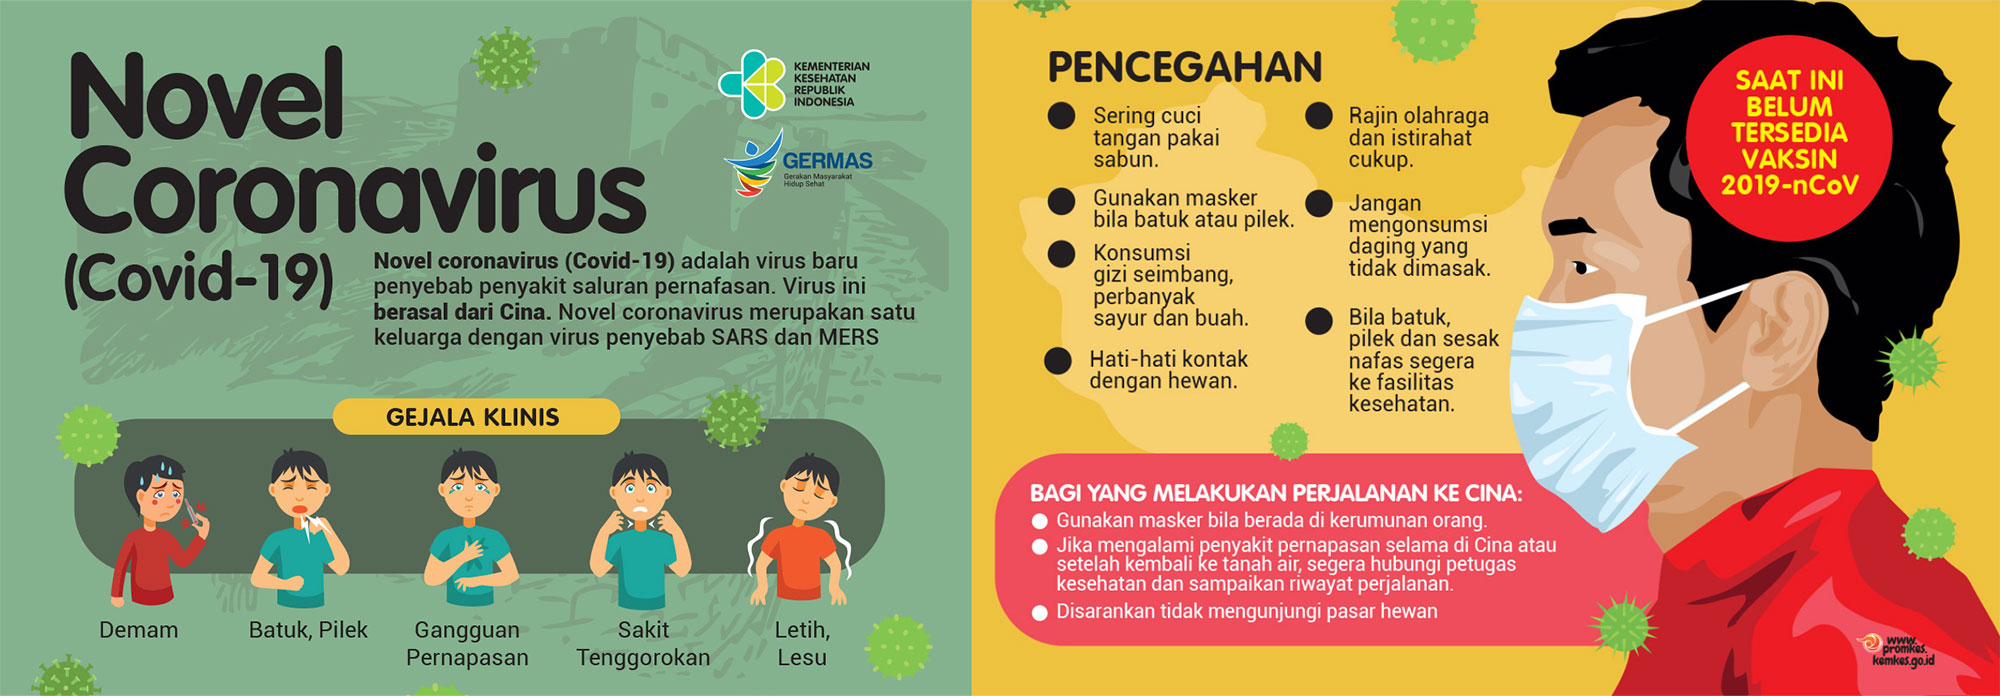 Novel
Coronavirus
(Covid-19)
KEMENTERIAN
KESEHATAN
REPUBLIK
INDONESIA
GERMAS
Gerakan Masyarakat
Hidup Sehat
Novel coronavirus (Covid-19) adalah virus baru
penyebab penyakit saluran pernafasan. Virus ini
berasal dari Cina. Novel coronavirus merupakan satu
keluarga dengan virus penyebab SARS dan MERS
GEJALA KLINIS
Demam
Batuk, Pilek
Gangguan
Pernapasan
Sakit
Tenggorokan
Letih,
Lesu
PENCEGAHAN
Sering cuci
tangan pakai
sabun.
Gunakan masker
bila batuk atau pilek.
Konsumsi
gizi seimbang,
perbanyak
sayur dan buah.
Hati-hati kontak
dengan hewan.
Rajin olahraga
dan istirahat
cukup.
Jangan
mengonsumsi
daging yang
tidak dimasak.
Bila batuk,
pilek dan sesak
nafas segera
ke fasilitas
kesehatan.
SAAT INI
BELUM
TERSEDIA
VAKSIN
2019-nCoV
BAGI YANG MELAKUKAN PERJALANAN KE CINA:
Gunakan masker bila berada di kerumunan orang.
Jika mengalami penyakit pernapasan selama di Cina atau
setelah kembali ke tanah air, segera hubungi petugas
kesehatan dan sampaikan riwayat perjalanan.
Disarankan tidak mengunjungi pasar hewan
www.
promkes.
kemkes.go.id